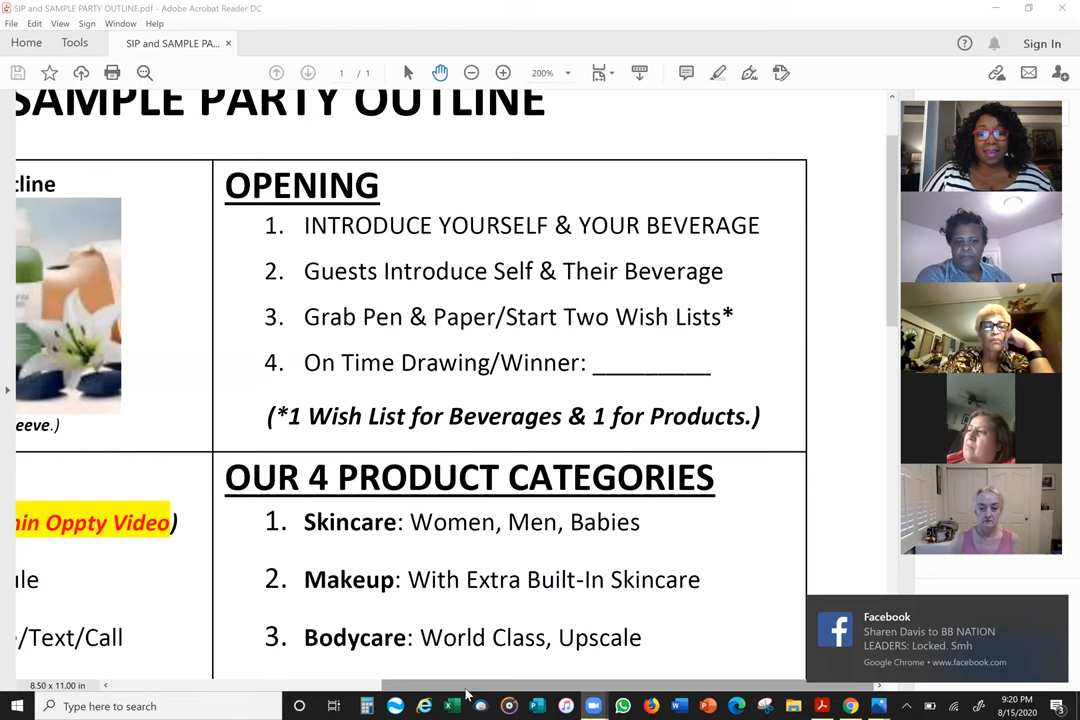 SIP and SAMPLE PARTY OUTLINE.pdf - Adobe Acrobat Reader DC
File Edit View Sign Window Help
Home Tools SIP and SAMPLE PA... × Sign In
1 / 1 200%
SAMPLE PARTY OUTLINE
tline
eeve.)
OPENING
1. INTRODUCE YOURSELF & YOUR BEVERAGE
2. Guests Introduce Self & Their Beverage
3. Grab Pen & Paper/Start Two Wish Lists*
4. On Time Drawing/Winner: __________
(*1 Wish List for Beverages & 1 for Products.)
nin Oppty Video)
ule
e/Text/Call
OUR 4 PRODUCT CATEGORIES
1. Skincare: Women, Men, Babies
2. Makeup: With Extra Built-In Skincare
3. Bodycare: World Class, Upscale
Facebook
Sharen Davis to BB NATION
LEADERS: Locked. Smh
Google Chrome • www.facebook.com
8.50 x 11.00 in
Type here to search
9:20 PM
8/15/2020
3